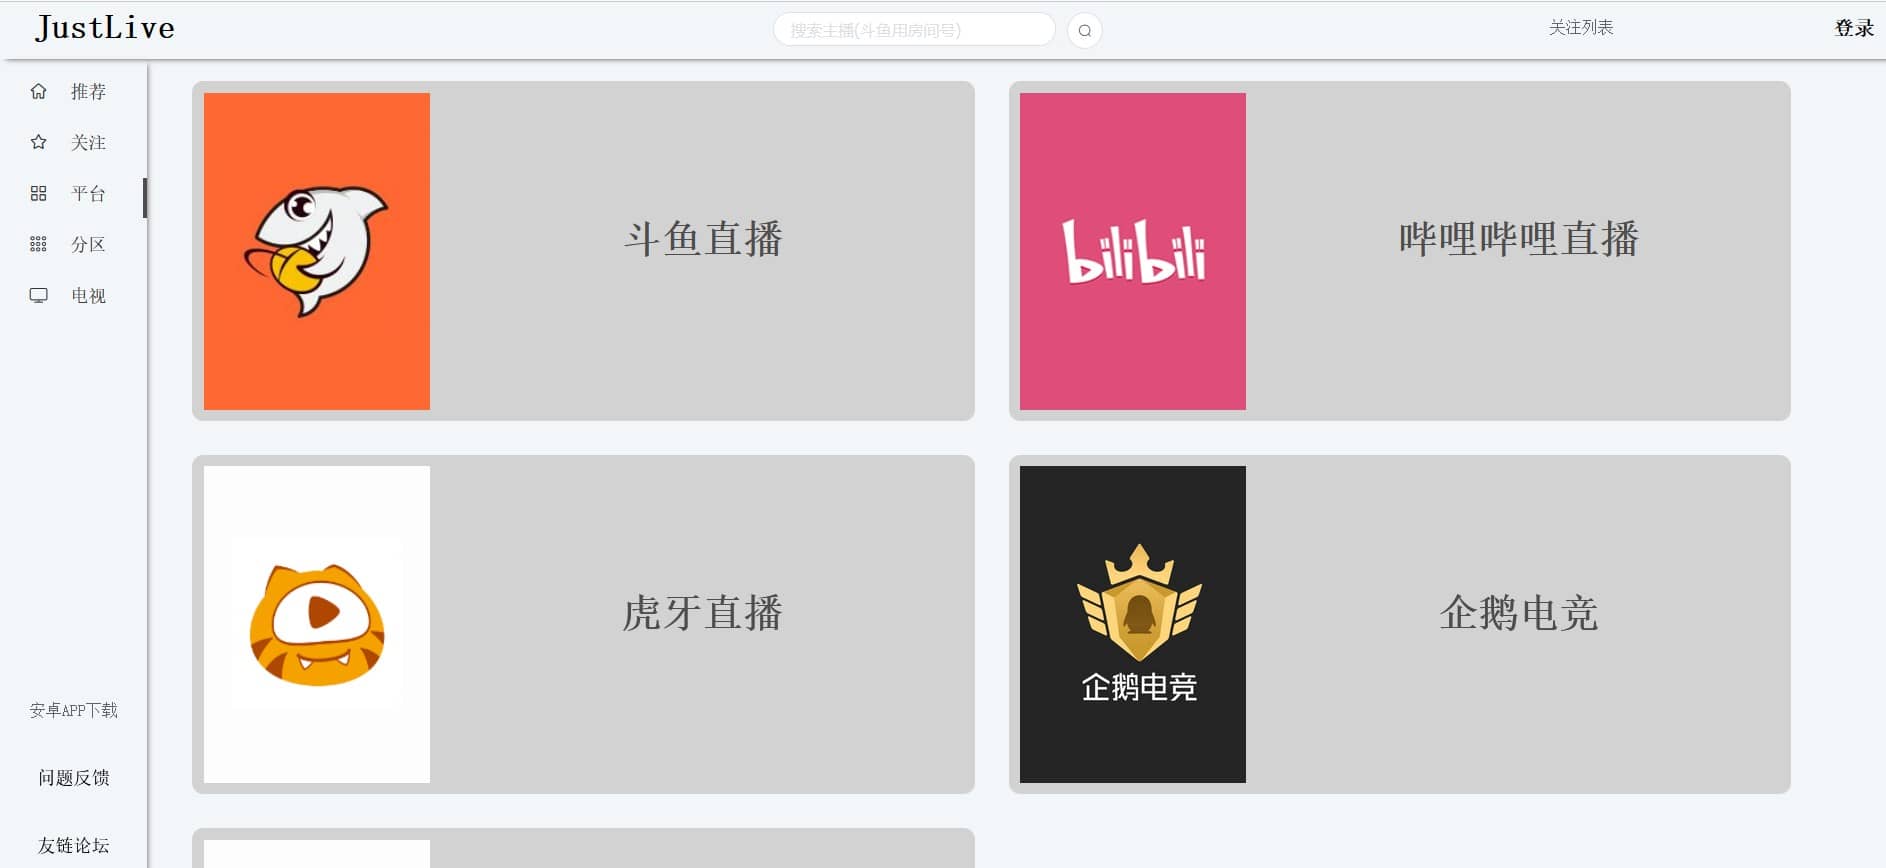 JustLive
搜索主播(斗鱼用房间号)
关注列表
登录
推荐
关注
平台
分区
电视
安卓APP下载
问题反馈
友链论坛
斗鱼直播
bilibili
哔哩哔哩直播
虎牙直播
企鹅电竞
企鹅电竞